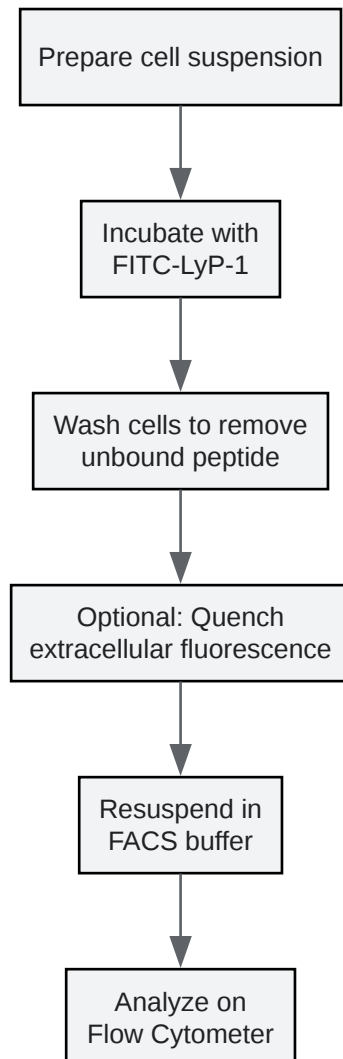 Prepare cell suspension
Incubate with
FITC-LyP-1
Wash cells to remove
unbound peptide
Optional: Quench
extracellular fluorescence
Resuspend in
FACS buffer
Analyze on
Flow Cytometer